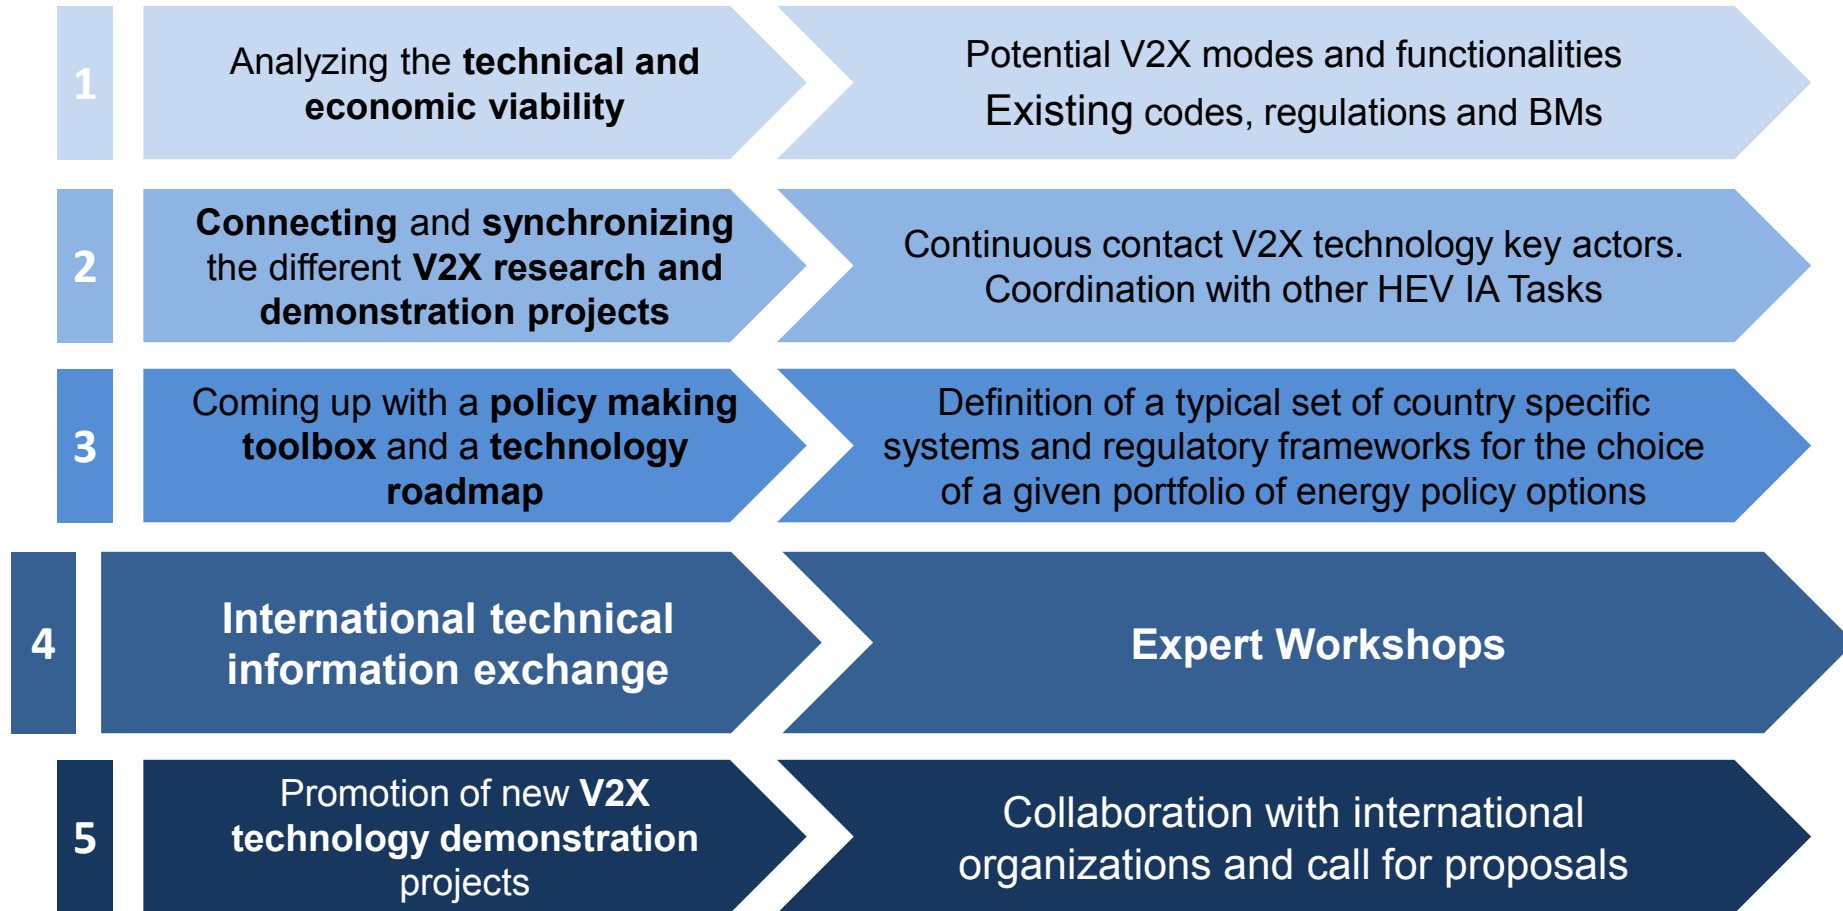 1
Analyzing the technical and
economic viability
Potential V2X modes and functionalities
Existing codes, regulations and BMs
2
Connecting and synchronizing
the different V2X research and
demonstration projects
Continuous contact V2X technology key actors.
Coordination with other HEV IA Tasks
3
Coming up with a policy making
toolbox and a technology
roadmap
Definition of a typical set of country specific
systems and regulatory frameworks for the choice
of a given portfolio of energy policy options
4
International technical
information exchange
Expert Workshops
5
Promotion of new V2X
technology demonstration
projects
Collaboration with international
organizations and call for proposals